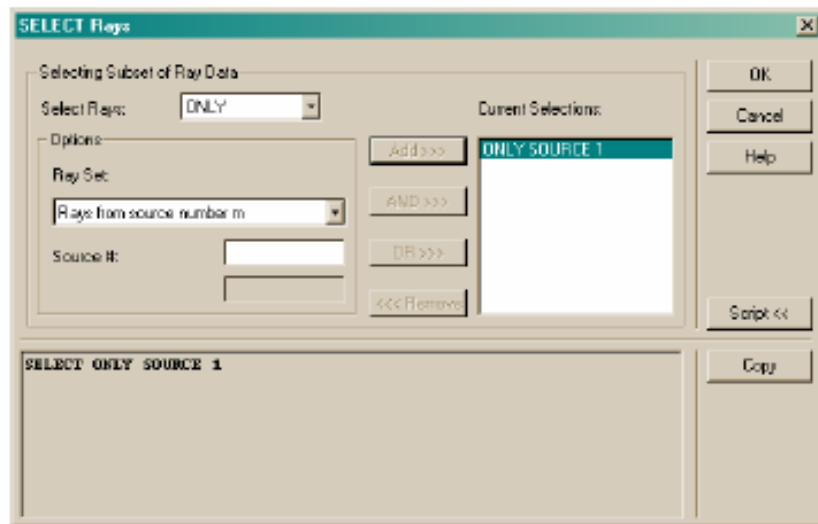 SELECT Rays
Selecting Subset of Ray Data
Select Rays:
ONLY
Options
Ray Set:
Rays from source number m
Source #:
Add >>>
AND >>>
OR >>>
<<< Remove
Current Selections:
ONLY SOURCE 1
OK
Cancel
Help
Script <<
SELECT ONLY SOURCE 1
Copy